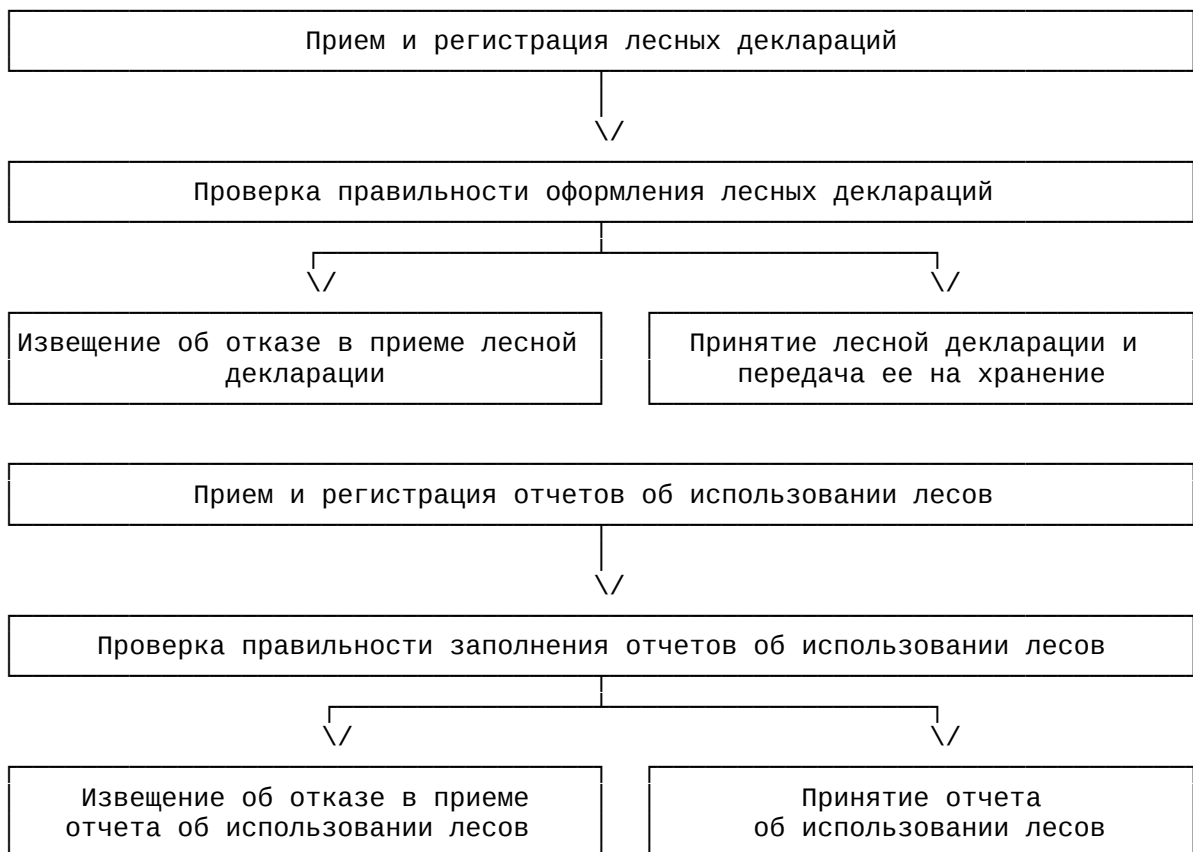 Прием и регистрация лесных деклараций
Проверка правильности оформления лесных деклараций
Извещение об отказе в приеме лесной
декларации
Принятие лесной декларации и
передача ее на хранение
Прием и регистрация отчетов об использовании лесов
Проверка правильности заполнения отчетов об использовании лесов
Извещение об отказе в приеме
отчета об использовании лесов
Принятие отчета
об использовании лесов